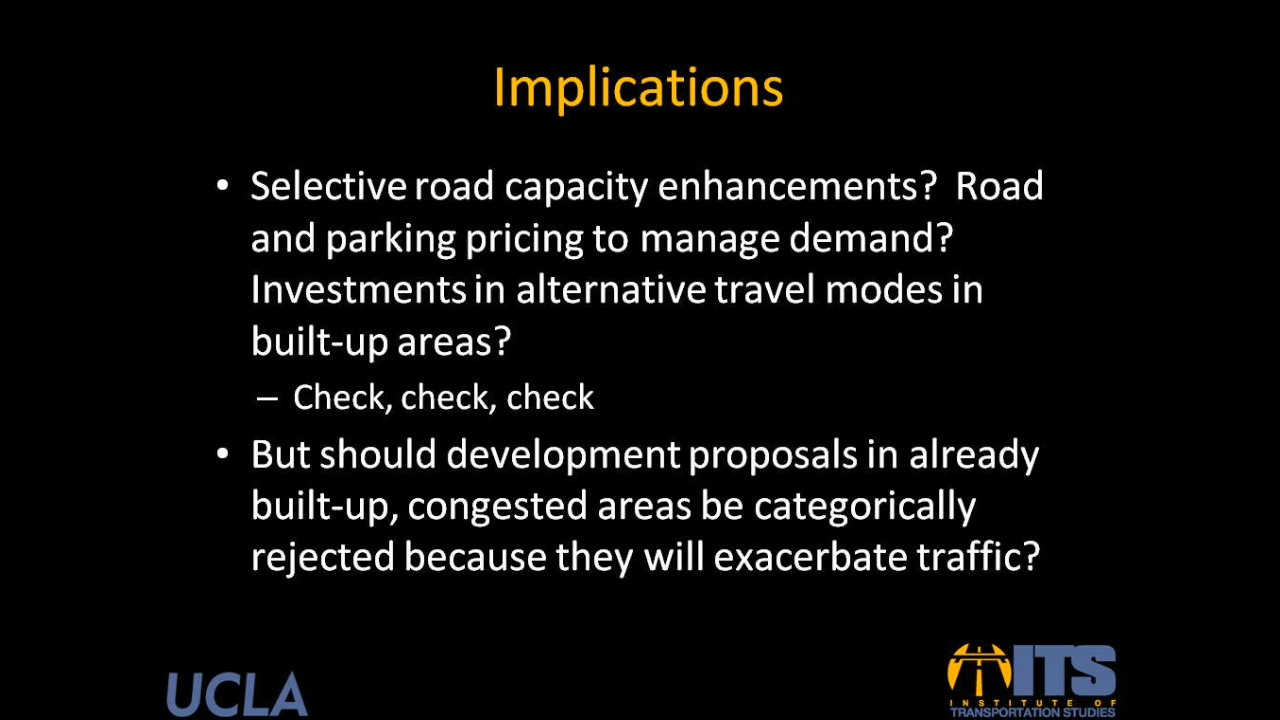 Implications
• Selective road capacity enhancements? Road
and parking pricing to manage demand?
Investments in alternative travel modes in
built-up areas?
– Check, check, check
• But should development proposals in already
built-up, congested areas be categorically
rejected because they will exacerbate traffic?
UCLA
ITS
INSTITUTE OF
TRANSPORTATION STUDIES